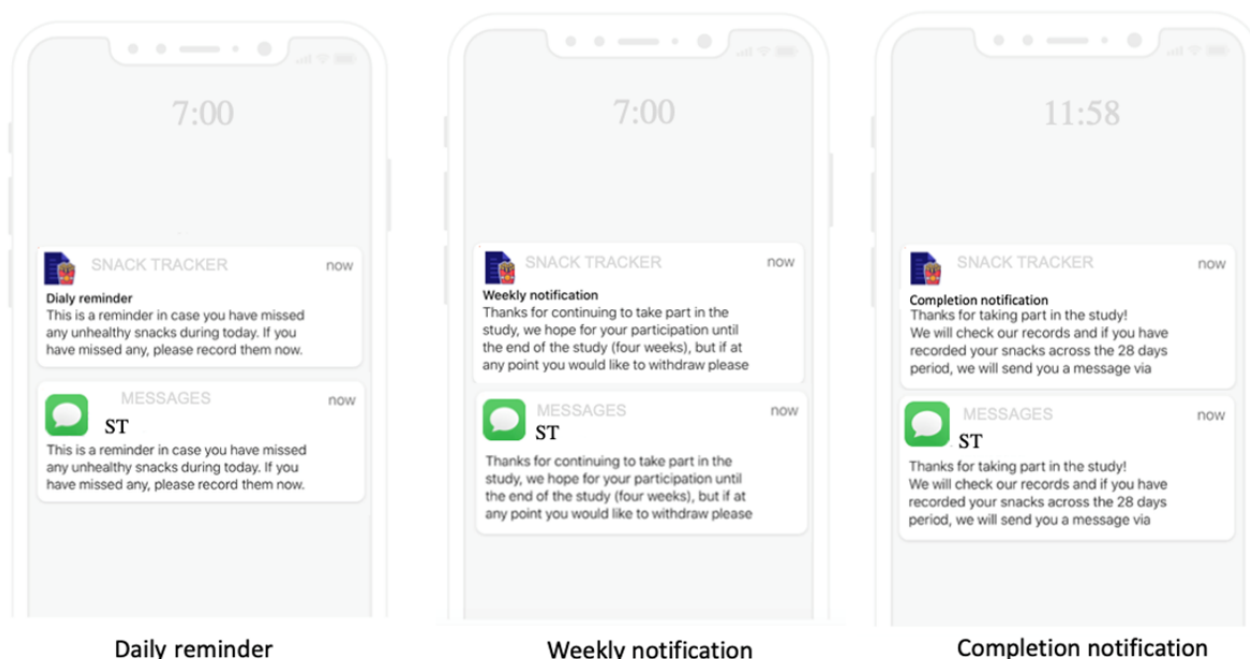 7:00
SNACK TRACKER
now
Dialy reminder
This is a reminder in case you have missed
any unhealthy snacks during today. If you
have missed any, please record them now.
MESSAGES
now
ST
This is a reminder in case you have missed
any unhealthy snacks during today. If you
have missed any, please record them now.
Daily reminder
7:00
SNACK TRACKER
now
Weekly notification
Thanks for continuing to take part in the
study, we hope for your participation until
the end of the study (four weeks), but if at
any point you would like to withdraw please
MESSAGES
now
ST
Thanks for continuing to take part in the
study, we hope for your participation until
the end of the study (four weeks), but if at
any point you would like to withdraw please
Weekly notification
11:58
SNACK TRACKER
now
Completion notification
Thanks for taking part in the study!
We will check our records and if you have
recorded your snacks across the 28 days
period, we will send you a message via
MESSAGES
now
ST
Thanks for taking part in the study!
We will check our records and if you have
recorded your snacks across the 28 days
period, we will send you a message via
Completion notification